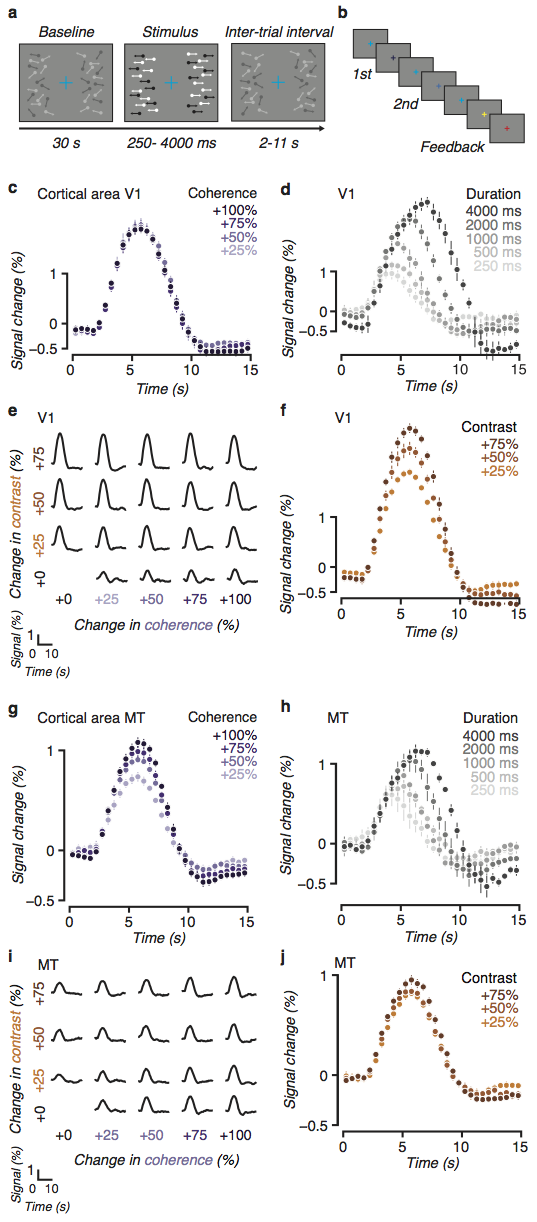 a
Baseline Stimulus Inter-trial interval
30 s 250- 4000 ms 2-11 s
b
1st
2nd
Feedback
c Cortical area V1
Coherence
+100%
+75%
+50%
+25%
Signal change (%)
1
0
−0.5
0 5 10 15
Time (s)
d V1
Duration
4000 ms
2000 ms
1000 ms
500 ms
250 ms
Signal change (%)
1
0
−0.5
0 5 10 15
Time (s)
e V1
Change in contrast (%)
+75
+50
+25
+0
+0 +25 +50 +75 +100
Change in coherence (%)
Signal (%)
1
0 10
Time (s)
f V1
Contrast
+75%
+50%
+25%
Signal change (%)
1
0
−0.5
0 5 10 15
Time (s)
g Cortical area MT
Coherence
+100%
+75%
+50%
+25%
Signal change (%)
1
0
−0.5
0 5 10 15
Time (s)
h MT
Duration
4000 ms
2000 ms
1000 ms
500 ms
250 ms
Signal change (%)
1
0
−0.5
0 5 10 15
Time (s)
i MT
Change in contrast (%)
+75
+50
+25
+0
+0 +25 +50 +75 +100
Change in coherence (%)
Signal (%)
1
0 10
Time (s)
j MT
Contrast
+75%
+50%
+25%
Signal change (%)
1
0
−0.5
0 5 10 15
Time (s)